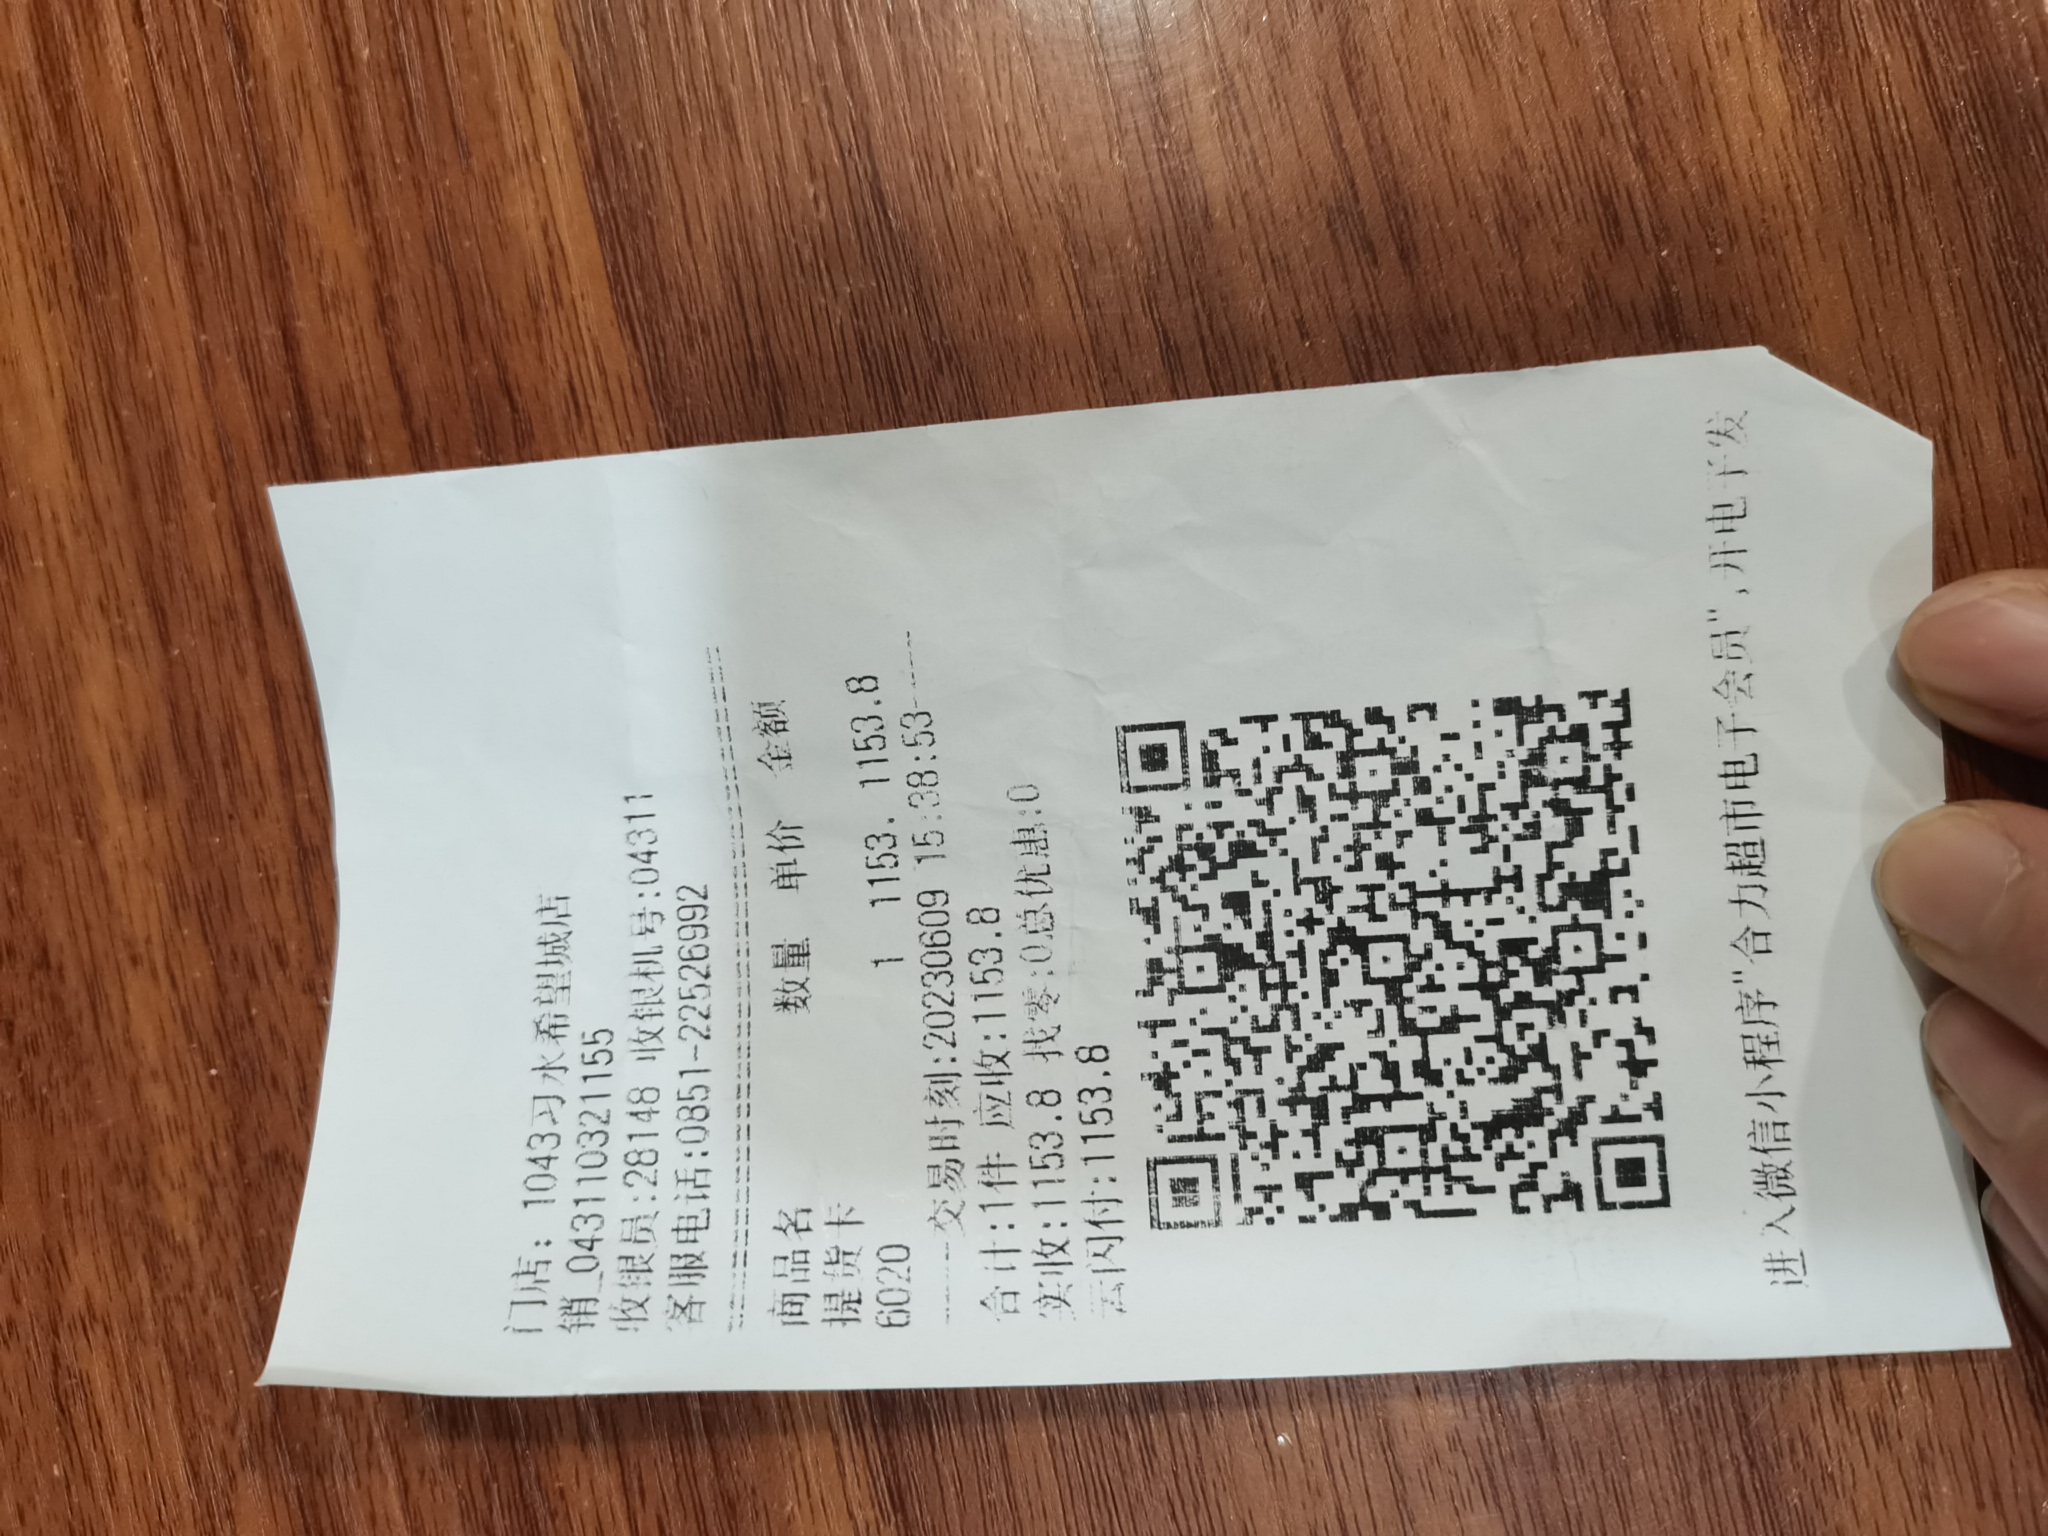 门店: 1043习水希望城店
销_043110321155
收银员:28148 收银机号:04311
客服电话:0851-22526992
商品名 数量 单价 金额
提货卡
6020 1 1153. 1153.8
交易时刻:20230609 15:38:53
合计:1件 应收:1153.8
实收:1153.8 找零:0总优惠:0
云闪付:1153.8
进入微信小程序"合力超市电子会员",开电子发